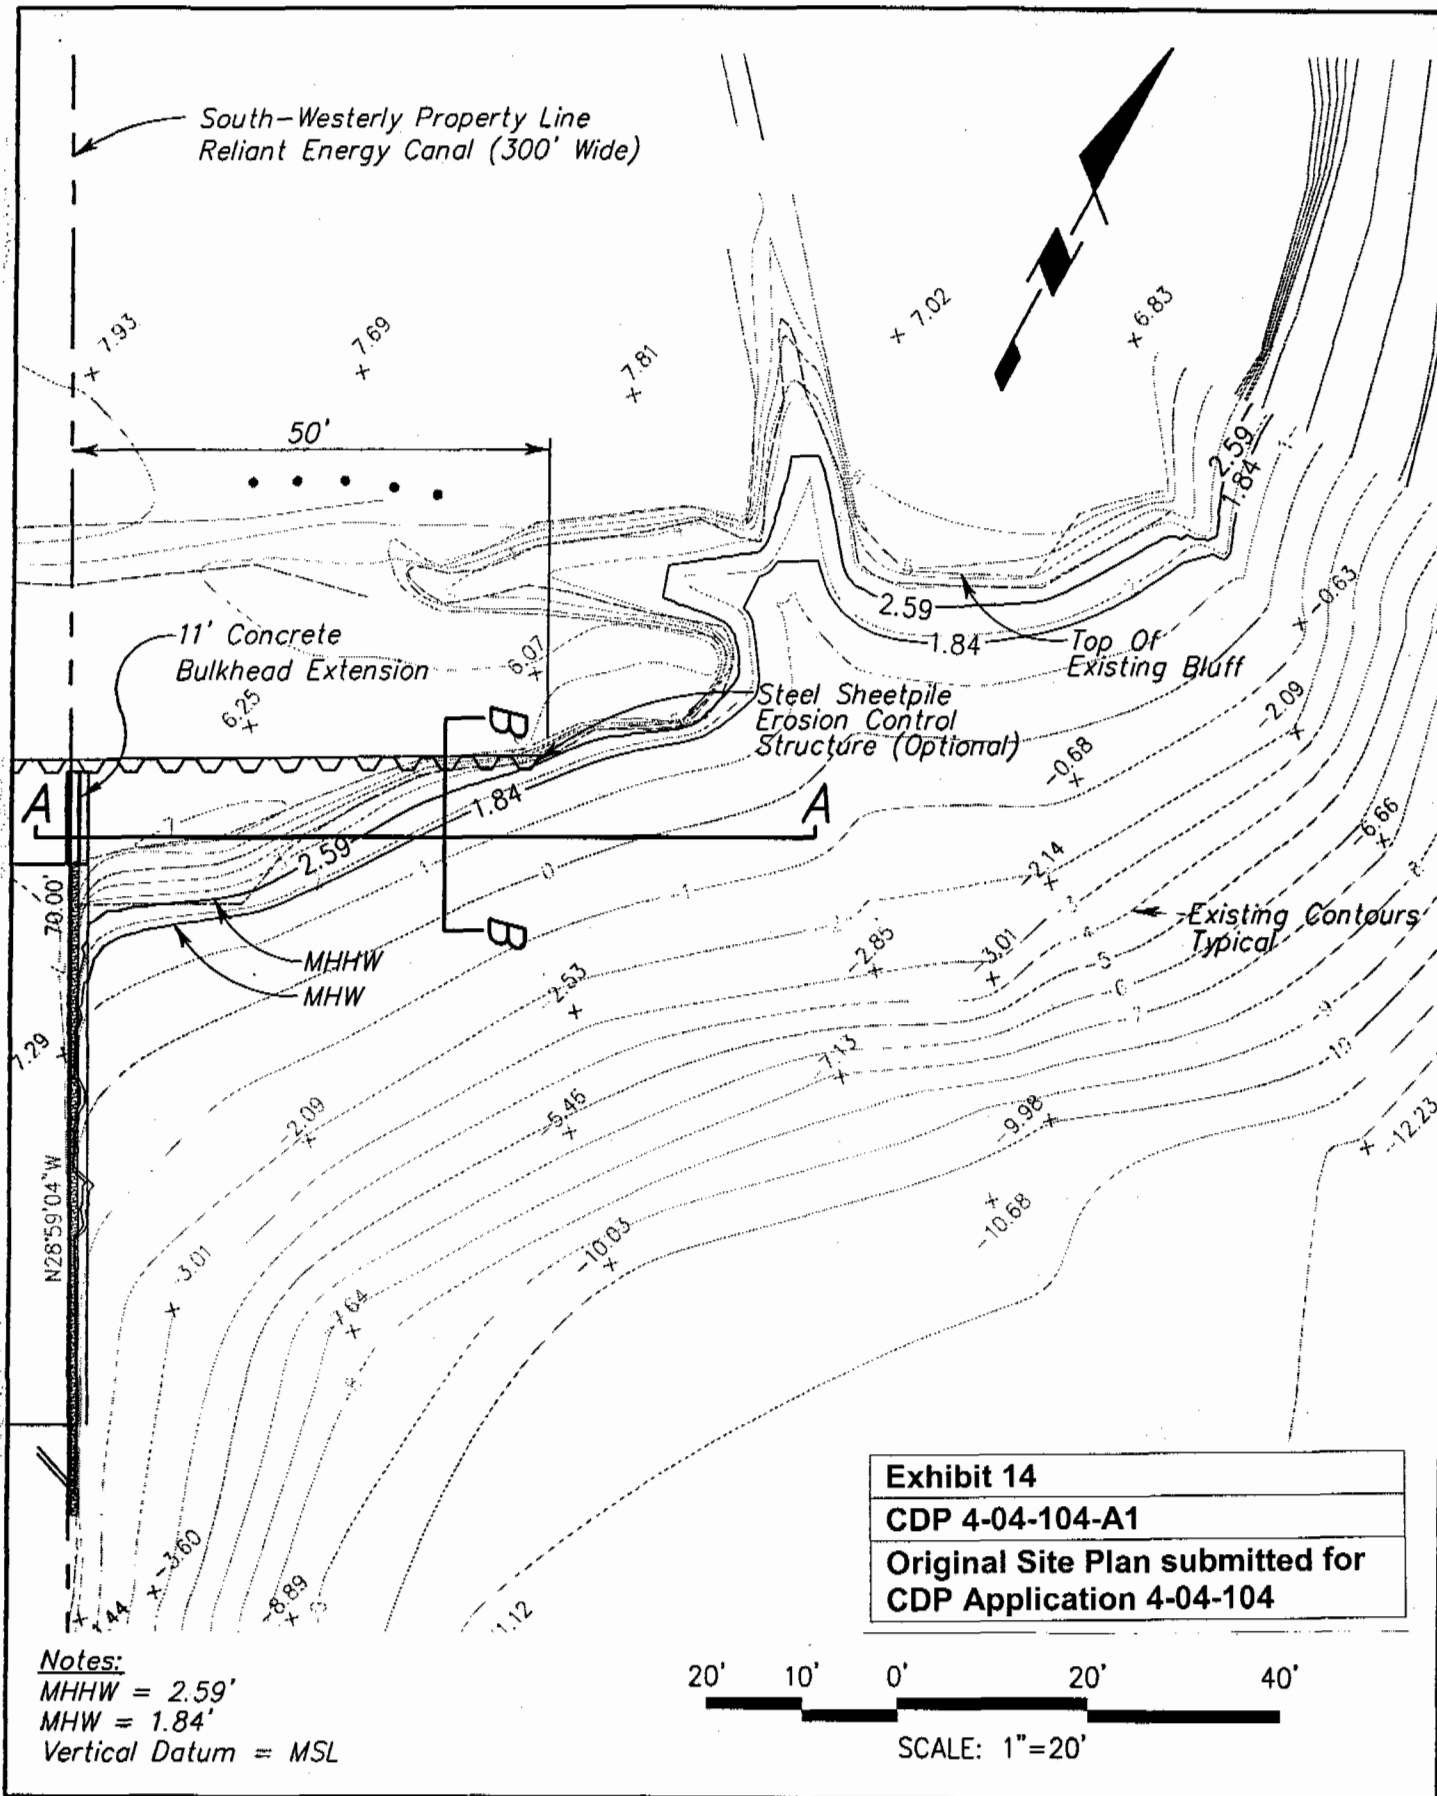 South-Westerly Property Line
Reliant Energy Canal (300' Wide)
7.93
7.69
7.81
7.02
6.83
50'
2.59
1.84
11' Concrete
Bulkhead Extension
6.25
6.07
2.59
1.84
Top Of
Existing Bluff
-0.63
Steel Sheetpile
Erosion Control
Structure (Optional)
-2.09
-0.68
B
A
A
1.84
2.59
-6.66
-2.14
70.00'
B
Existing Contours
Typical
MHHW
MHW
-2.85
-3.01
-2.53
7.29
-7.13
-2.09
-5.46
-9.98
-12.23
N28°59'04"W
-3.01
-10.03
-10.68
-7.64
-3.60
-8.89
Exhibit 14
CDP 4-04-104-A1
Original Site Plan submitted for
CDP Application 4-04-104
Notes:
MHHW = 2.59'
MHW = 1.84'
Vertical Datum = MSL
20' 10' 0' 20' 40'
SCALE: 1"=20'